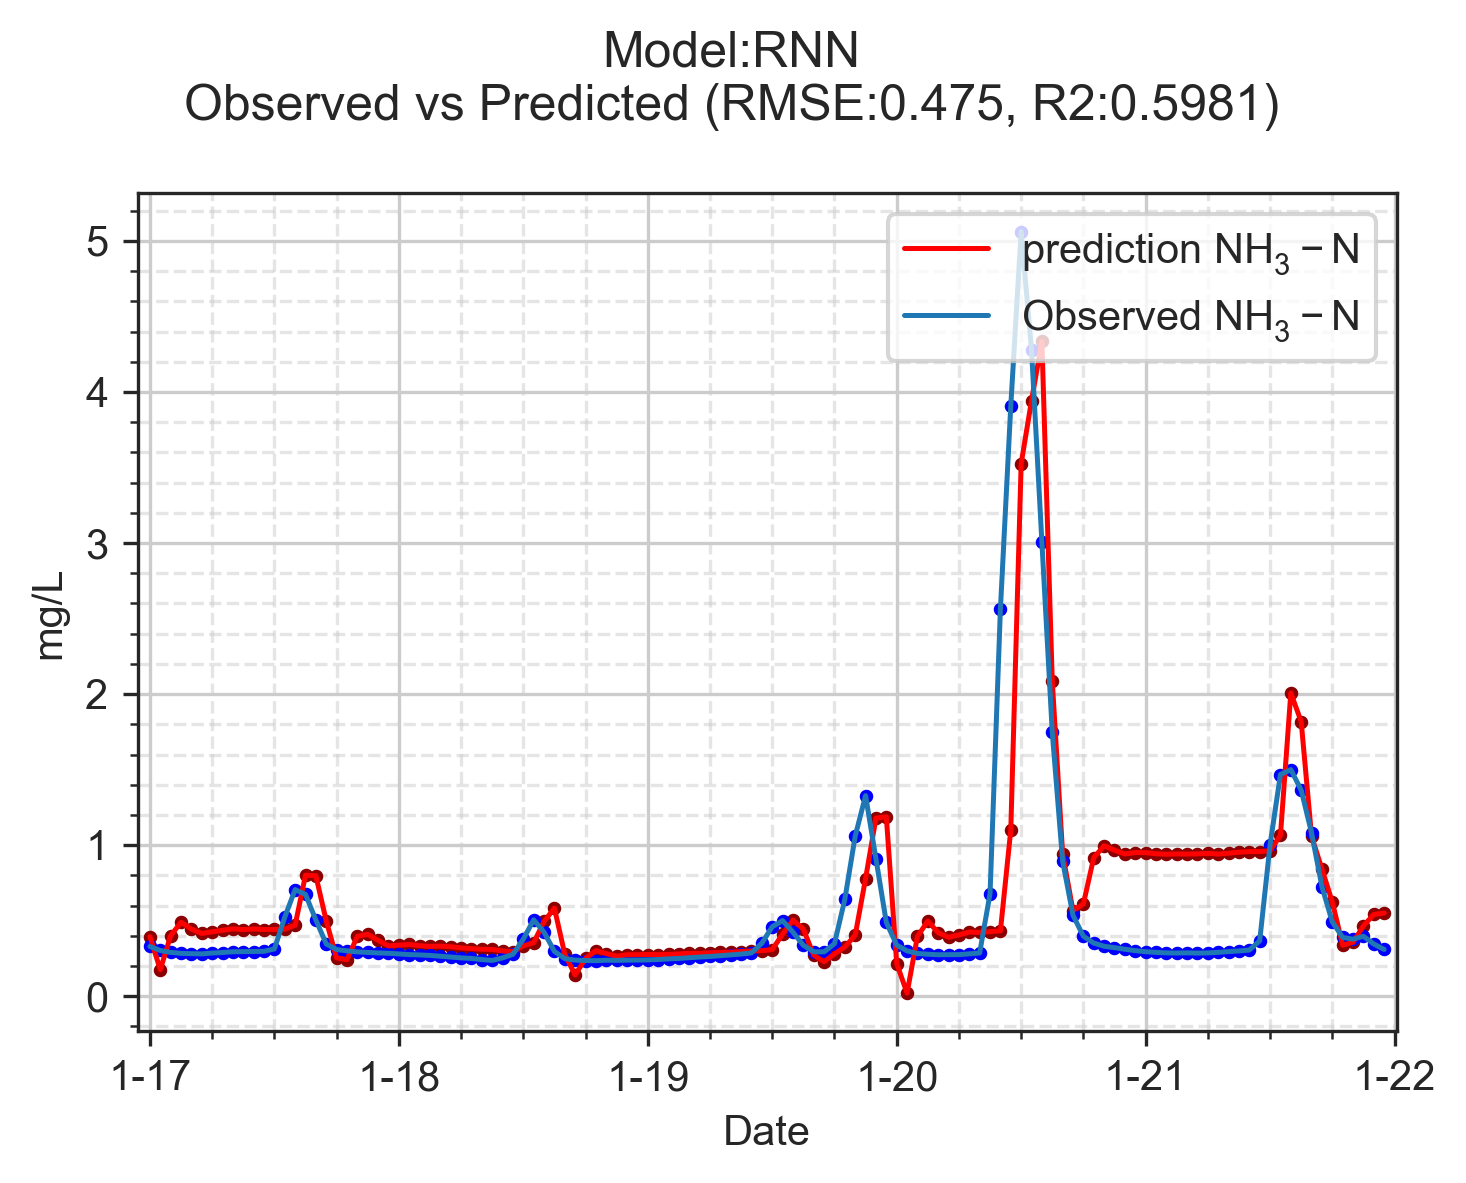 Model:RNN
Observed vs Predicted (RMSE:0.475, R2:0.5981)
prediction NH₃ − N
Observed NH₃ − N
mg/L
5
4
3
2
1
0
1-17 1-18 1-19 1-20 1-21 1-22
Date